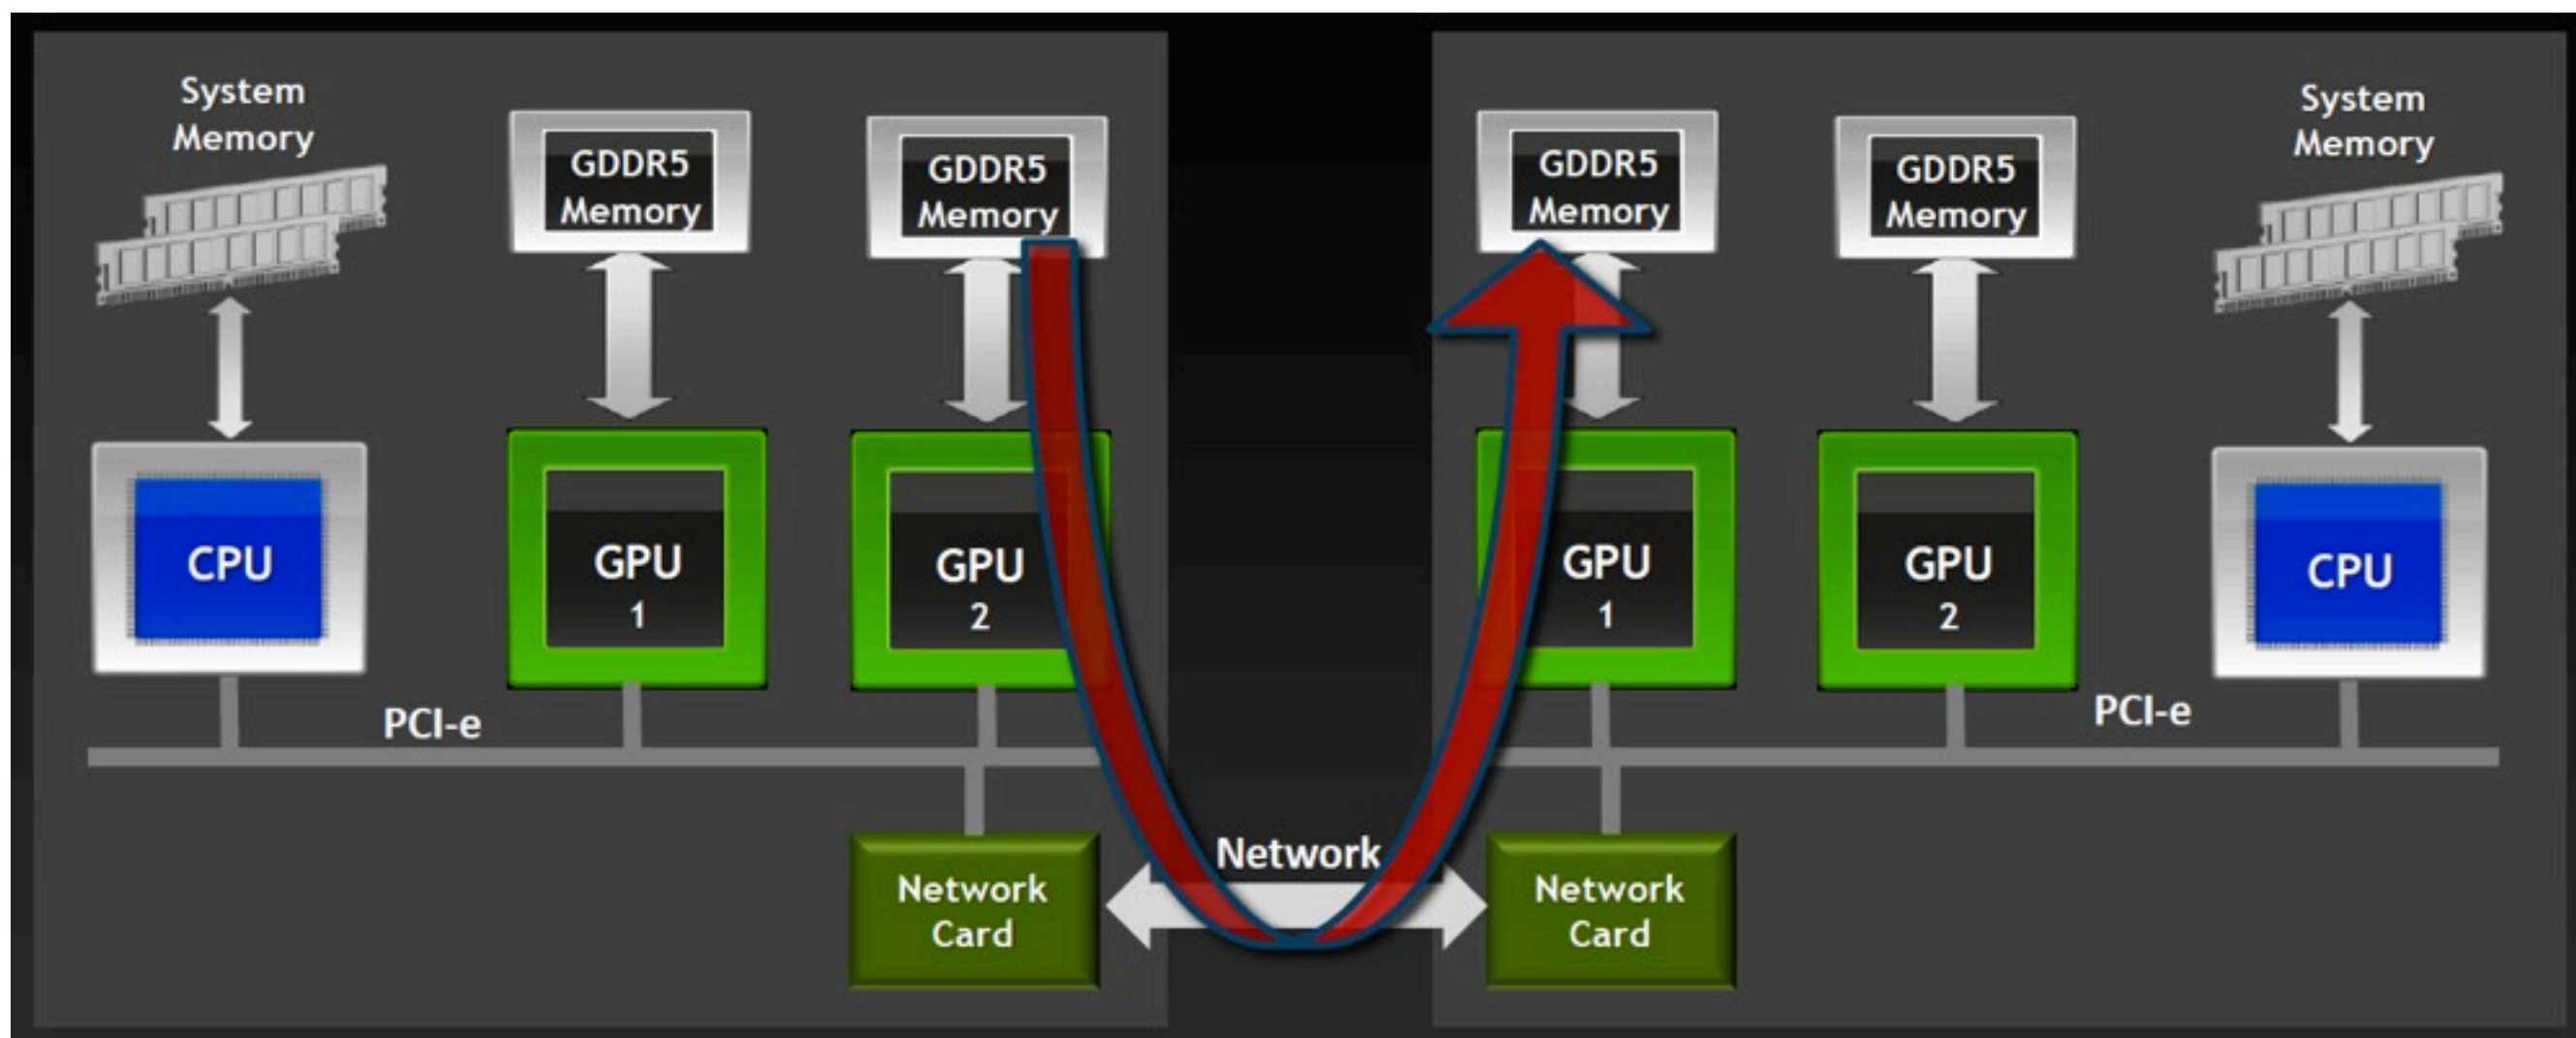 System
Memory
GDDR5
Memory
GDDR5
Memory
CPU
GPU
1
GPU
2
PCI-e
Network
Card
Network
GDDR5
Memory
GDDR5
Memory
System
Memory
GPU
1
GPU
2
CPU
PCI-e
Network
Card